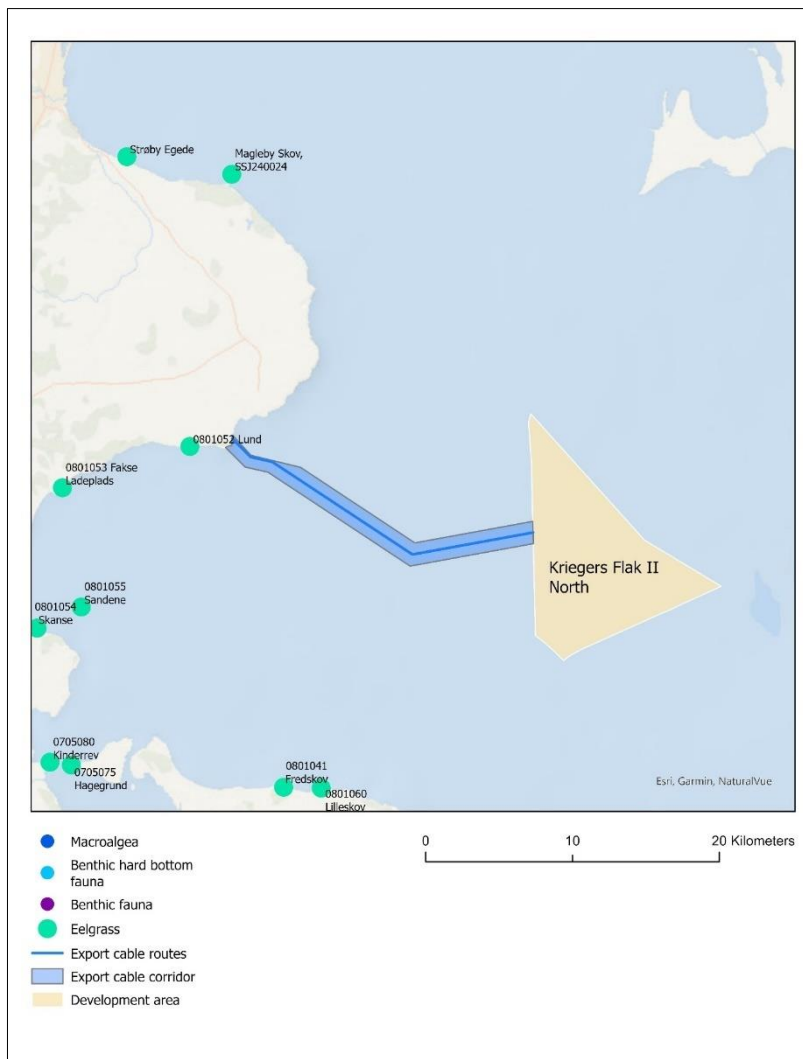 Strøby Egede
Magleby Skov,
SSJ240024
0801052 Lund
0801053 Fakse
Ladeplads
0801055
Sandene
0801054
Skanse
Kriegers Flak II
North
0705080
Kinderrev
0705075
Hagegrund
0801041
Fredskov
0801060
Lilleskov
Esri, Garmin, NaturalVue
Macroalgea
Benthic hard bottom
fauna
Benthic fauna
Eelgrass
Export cable routes
Export cable corridor
Development area
0 10 20 Kilometers